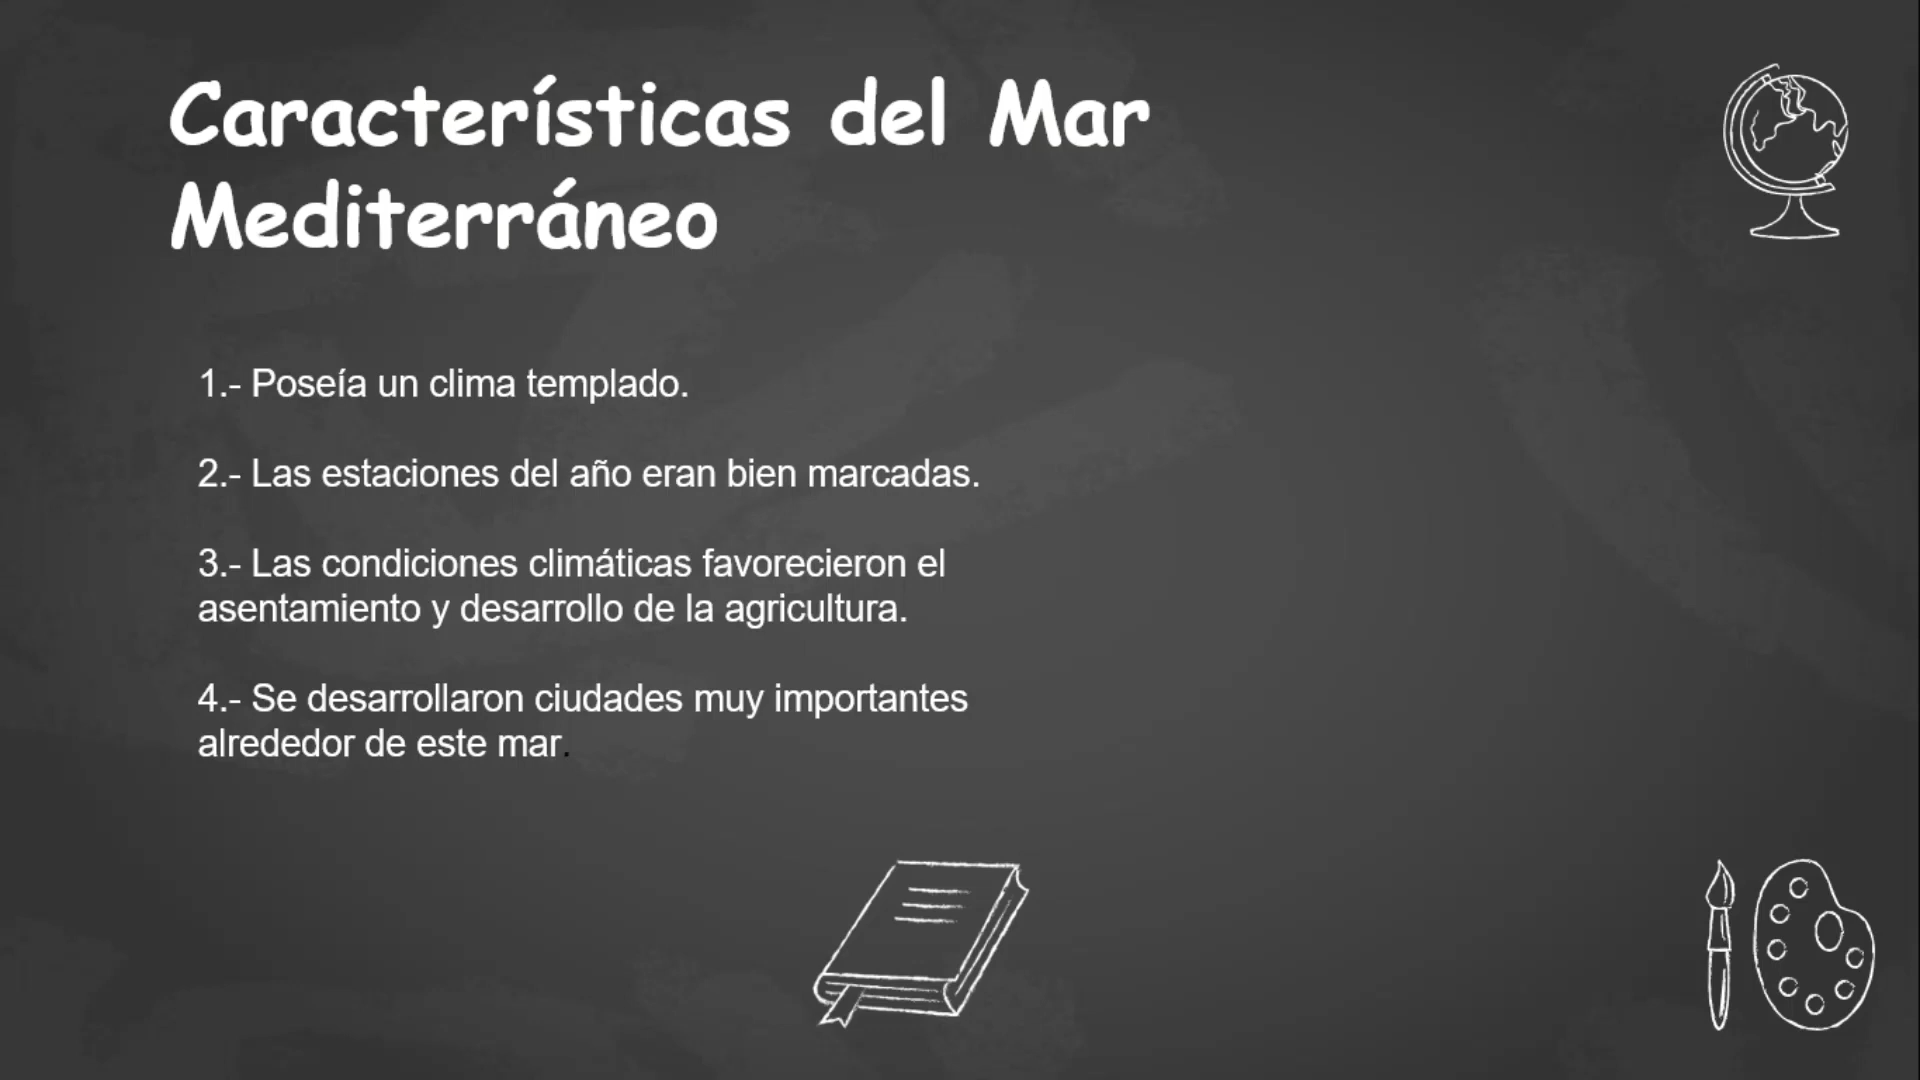 Características del Mar
Mediterráneo
1.- Poseía un clima templado.
2.- Las estaciones del año eran bien marcadas.
3.- Las condiciones climáticas favorecieron el
asentamiento y desarrollo de la agricultura.
4.- Se desarrollaron ciudades muy importantes
alrededor de este mar.